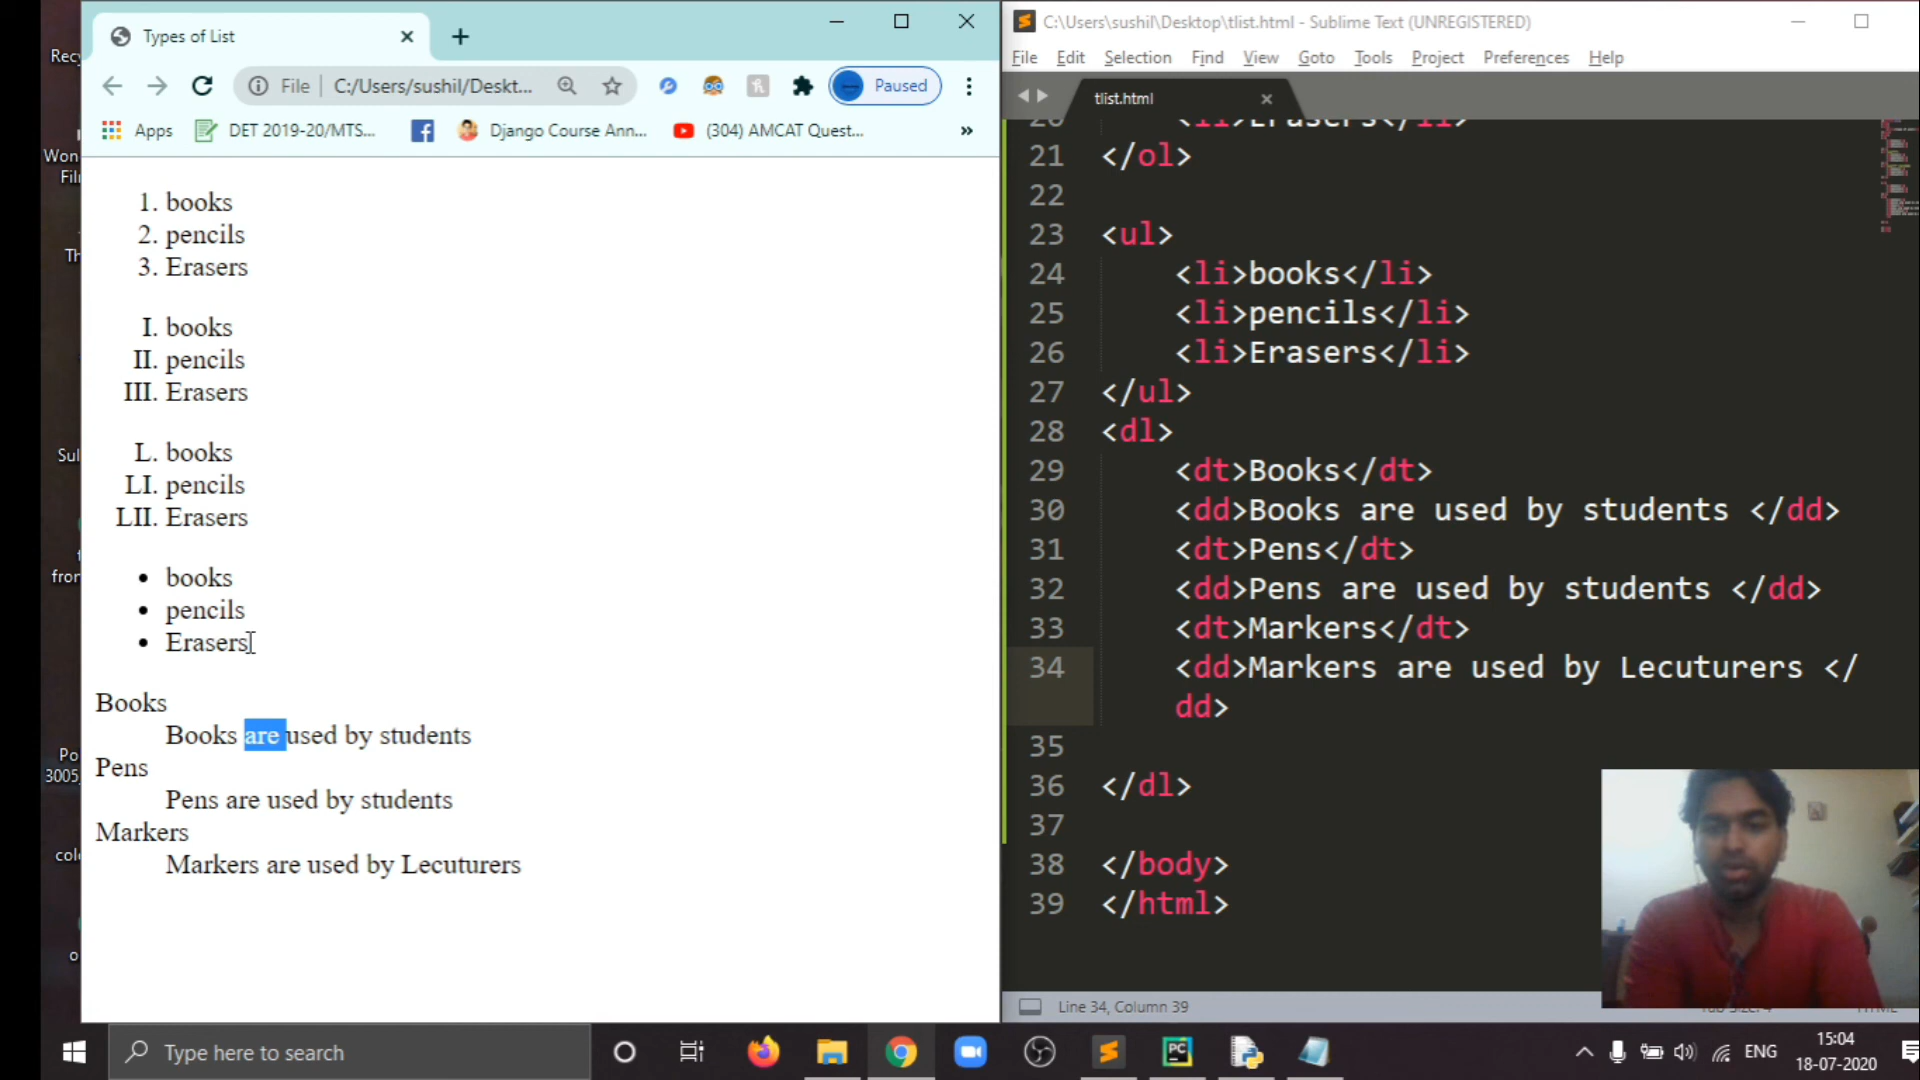 Types of List
File
C:/Users/sushil/Deskt...
Paused
Apps
DET 2019-20/MTS...
Django Course Ann...
(304) AMCAT Quest...
»
1. books
2. pencils
3. Erasers
I. books
II. pencils
III. Erasers
L. books
LI. pencils
LII. Erasers
• books
• pencils
• Erasers
Books
Books are used by students
Pens
Pens are used by students
Markers
Markers are used by Lecuturers
C:\Users\sushil\Desktop\tlist.html - Sublime Text (UNREGISTERED)
File Edit Selection Find View Goto Tools Project Preferences Help
tlist.html
20 <li>Erasers</li>
21 </ol>
22
23 <ul>
24 <li>books</li>
25 <li>pencils</li>
26 <li>Erasers</li>
27 </ul>
28 <dl>
29 <dt>Books</dt>
30 <dd>Books are used by students </dd>
31 <dt>Pens</dt>
32 <dd>Pens are used by students </dd>
33 <dt>Markers</dt>
34 <dd>Markers are used by Lecuturers </
dd>
35
36 </dl>
37
38 </body>
39 </html>
Line 34, Column 39
Type here to search
PC
ENG
15:04
18-07-2020